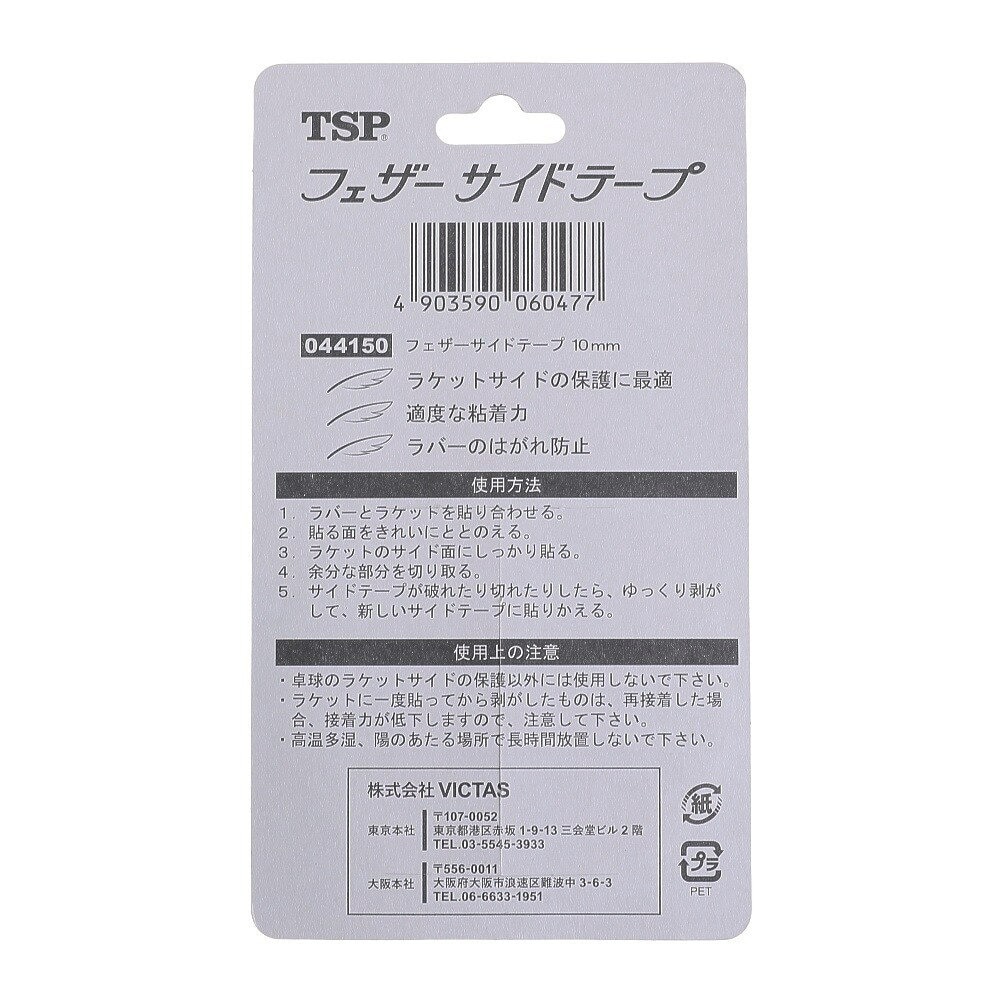 TSP®
フェザーサイドテープ
4 903590 060477
044150 フェザーサイドテープ 10mm
ラケットサイドの保護に最適
適度な粘着力
ラバーのはがれ防止
使用方法
1．ラバーとラケットを貼り合わせる。
2．貼る面をきれいにととのえる。
3．ラケットのサイド面にしっかり貼る。
4．余分な部分を切り取る。
5．サイドテープが破れたり切れたりしたら、ゆっくり剥が
して、新しいサイドテープに貼りかえる。
使用上の注意
・卓球のラケットサイドの保護以外には使用しないで下さい。
・ラケットに一度貼ってから剥がしたものは、再接着した場
合、接着力が低下しますので、注意して下さい。
・高温多湿、陽のあたる場所で長時間放置しないで下さい。
株式会社 VICTAS
東京本社
〒107-0052
東京都港区赤坂 1-9-13 三会堂ビル 2 階
TEL.03-5545-3933
大阪本社
〒556-0011
大阪府大阪市浪速区難波中 3-6-3
TEL.06-6633-1951
紙
プラ
PET